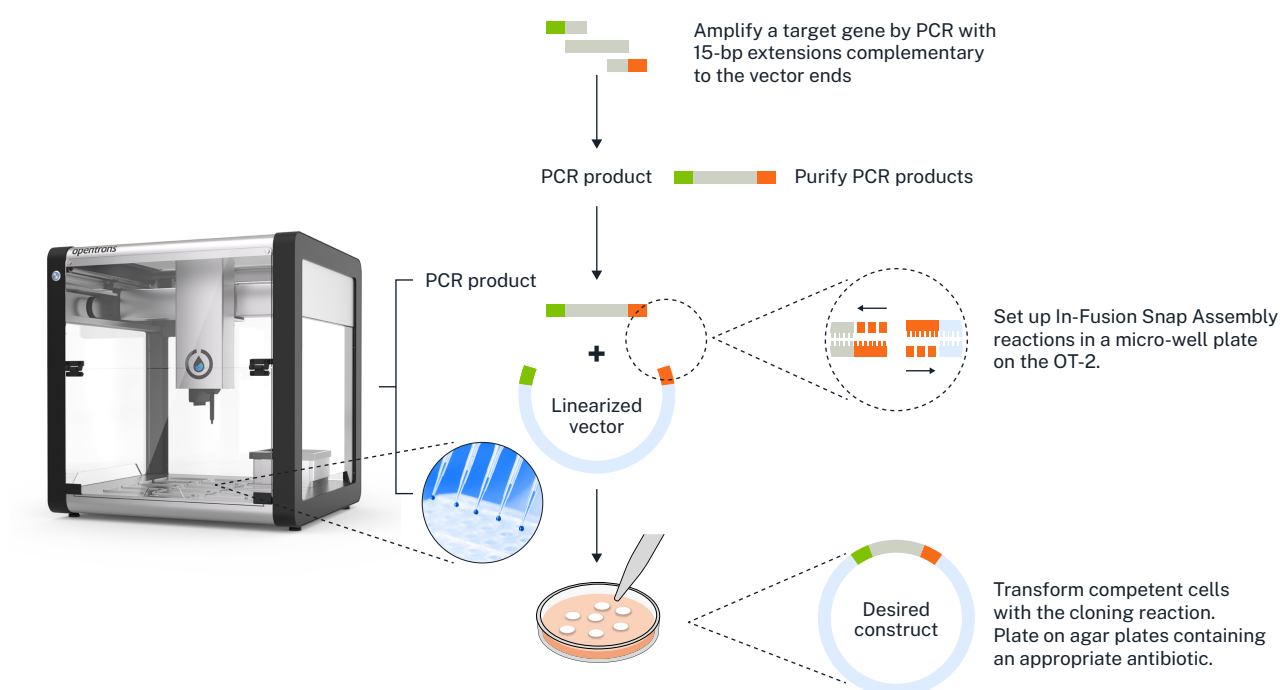 Amplify a target gene by PCR with
15-bp extensions complementary
to the vector ends
PCR product
Purify PCR products
opentrons
PCR product
Set up In-Fusion Snap Assembly
reactions in a micro-well plate
on the OT-2.
Linearized
vector
Desired
construct
Transform competent cells
with the cloning reaction.
Plate on agar plates containing
an appropriate antibiotic.